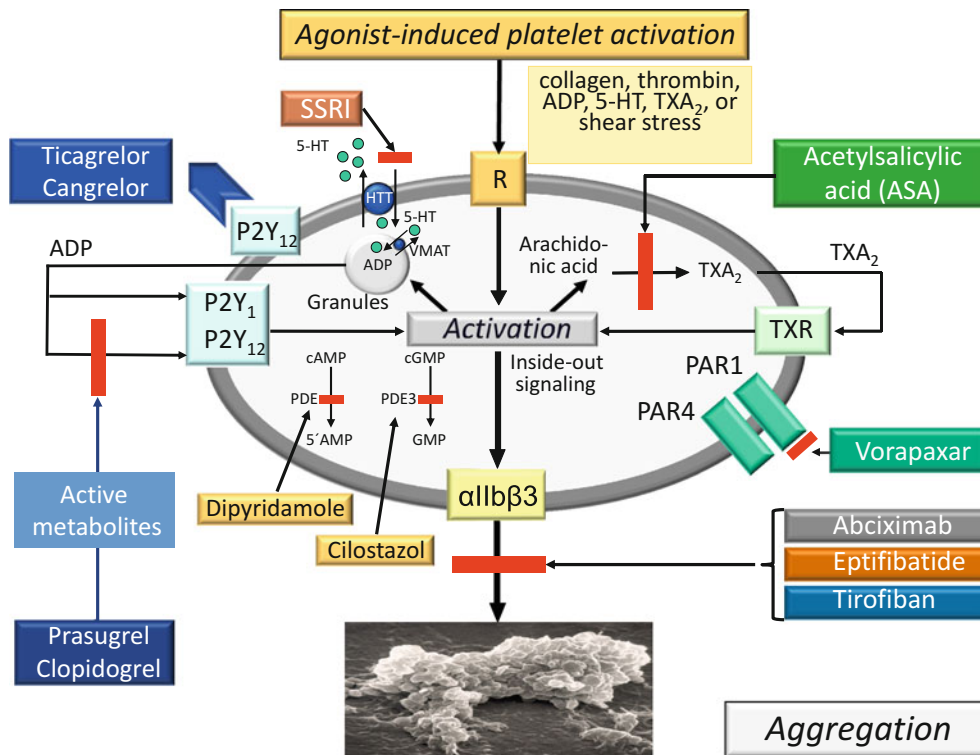 Agonist-induced platelet activation
collagen, thrombin,
ADP, 5-HT, TXA₂, or
shear stress
SSRI
5-HT
Ticagrelor
Cangrelor
Acetylsalicylic
acid (ASA)
R
HTT
P2Y₁₂
5-HT
VMAT
ADP
ADP
Granules
Arachido-
nic acid
TXA₂
TXA₂
P2Y₁
P2Y₁₂
Activation
TXR
Inside-out
signaling
cAMP
cGMP
PDE
PDE3
5´AMP
GMP
PAR1
PAR4
Vorapaxar
Active
metabolites
Dipyridamole
Cilostazol
αIIbβ3
Abciximab
Eptifibatide
Tirofiban
Prasugrel
Clopidogrel
Aggregation